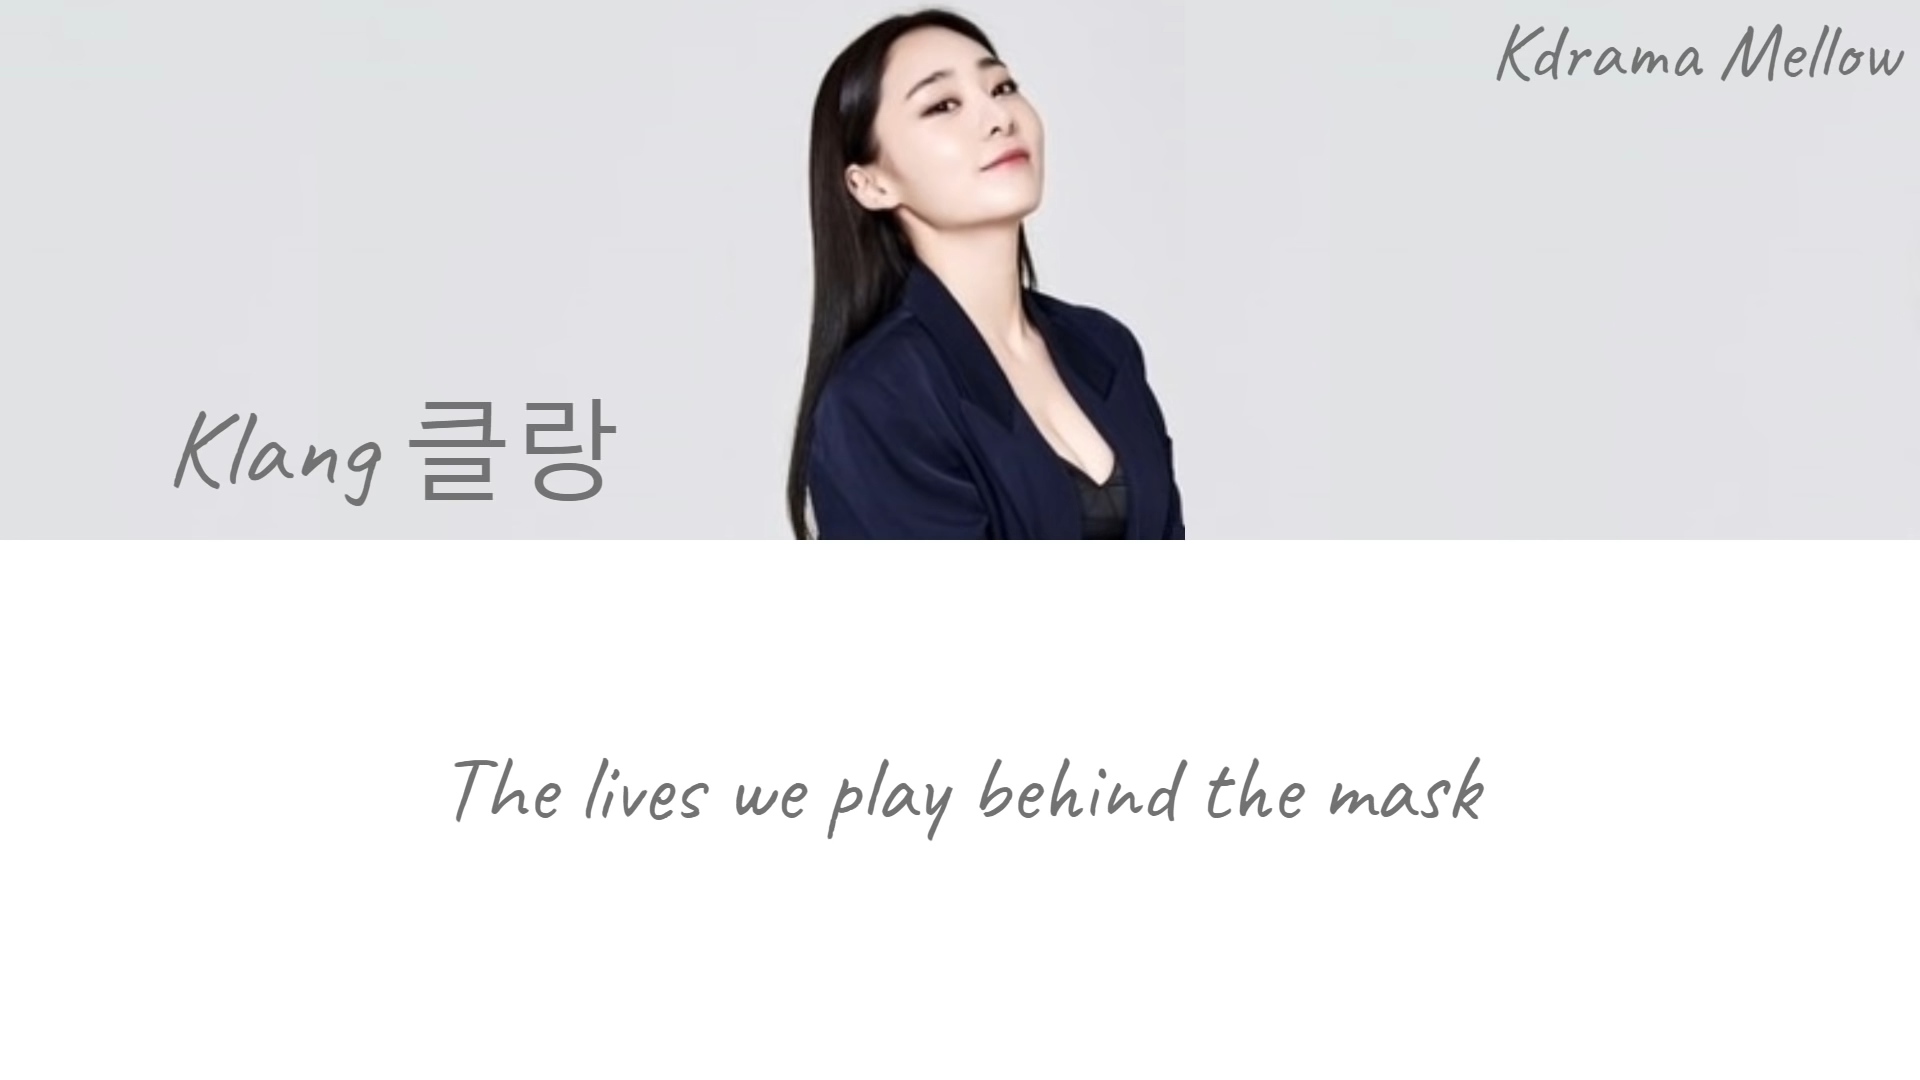 Kdrama Mellow
Klang 클랑
The lives we play behind the mask